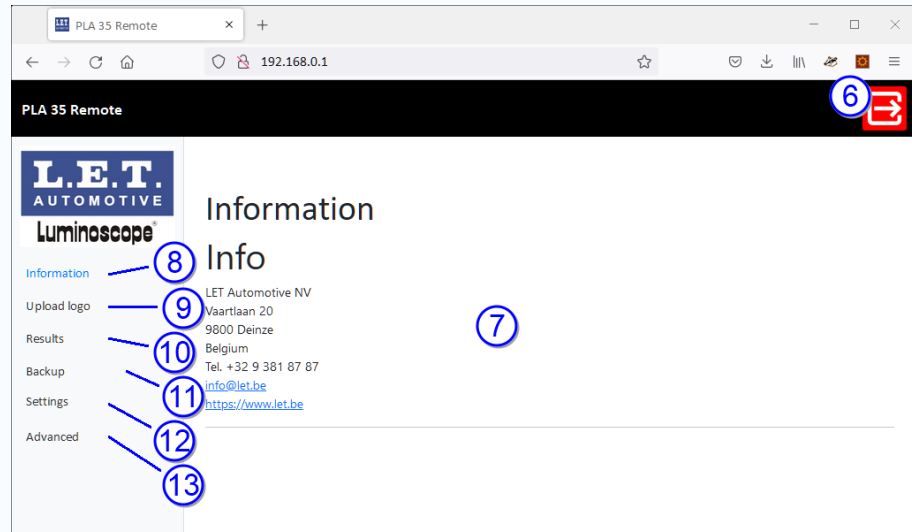 PLA 35 Remote
192.168.0.1
PLA 35 Remote
6
L.E.T.
AUTOMOTIVE
Luminoscope®
Information
8
Upload logo
9
Results
10
Backup
11
Settings
12
Advanced
13
Information
Info
LET Automotive NV
Vaartlaan 20
9800 Deinze
Belgium
Tel. +32 9 381 87 87
info@let.be
https://www.let.be
7